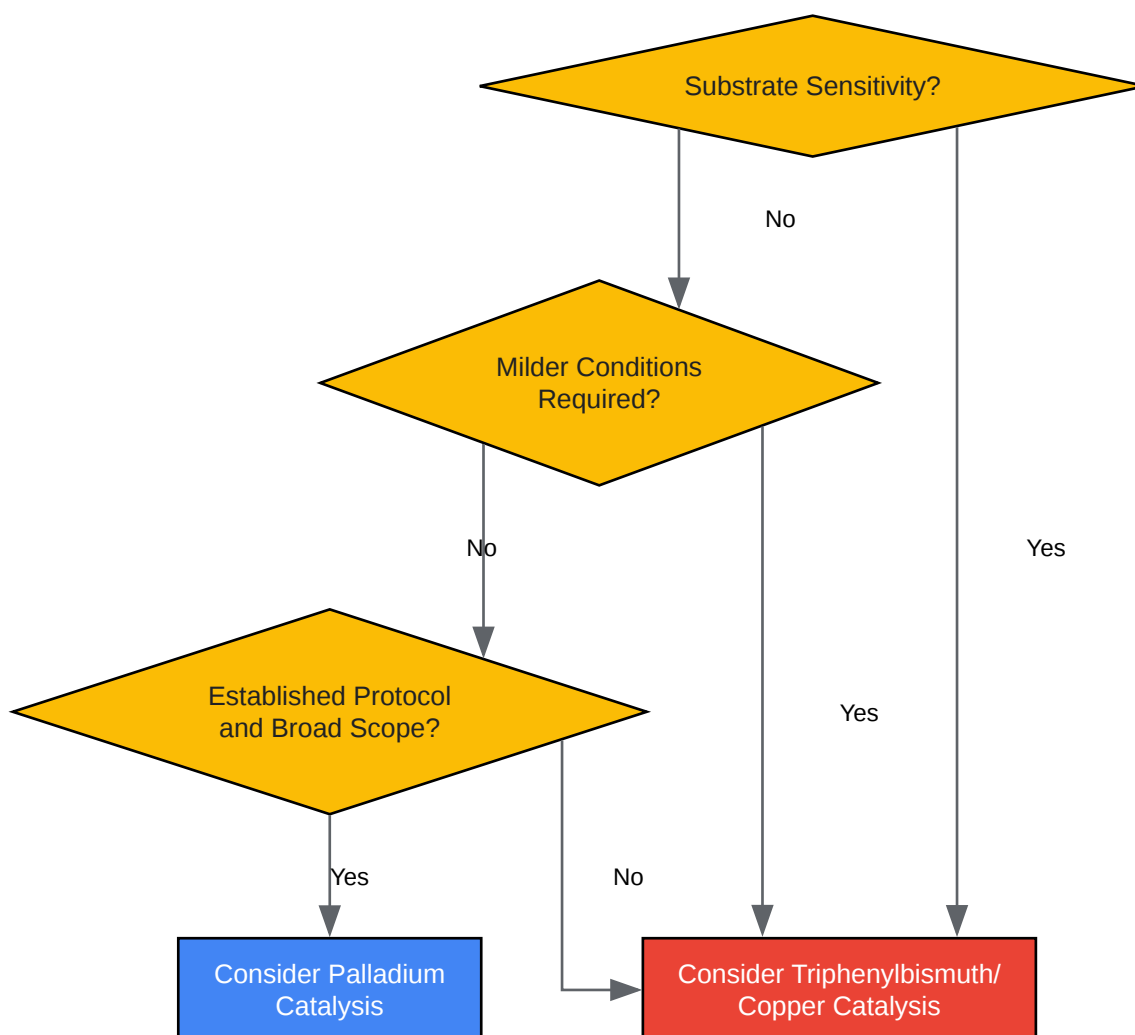 Substrate Sensitivity?
No
Milder Conditions
Required?
No
Yes
Established Protocol
and Broad Scope?
Yes
Yes
No
Consider Palladium
Catalysis
Consider Triphenylbismuth/
Copper Catalysis